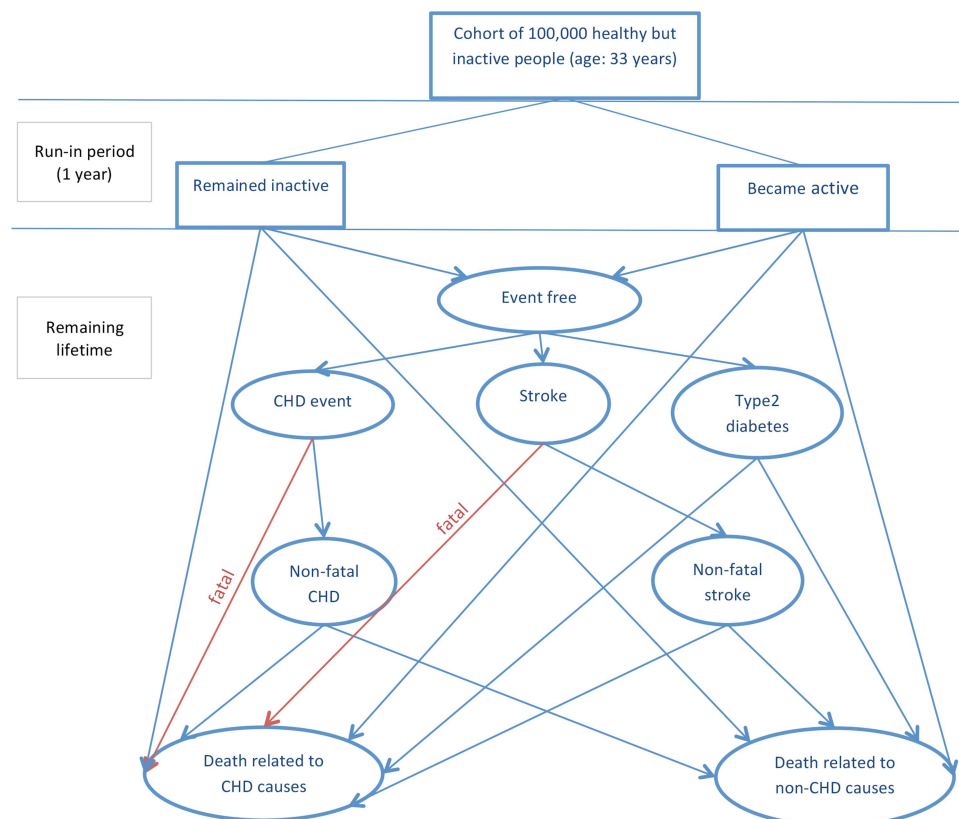 Cohort of 100,000 healthy but
inactive people (age: 33 years)
Run-in period
(1 year)
Remained inactive
Became active
Event free
Remaining
lifetime
CHD event
Stroke
Type2
diabetes
fatal
fatal
Non-fatal
CHD
Non-fatal
stroke
Death related to
CHD causes
Death related to
non-CHD causes